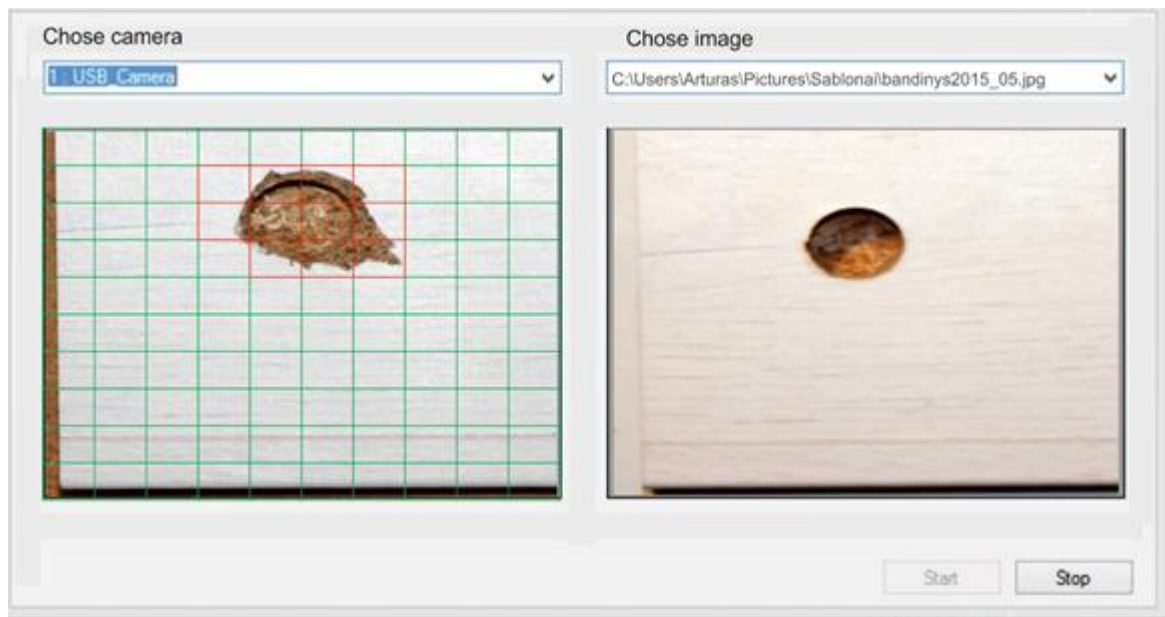 Chose camera
Chose image
1 : USB_Camera
C:\Users\Arturas\Pictures\Sablonai\bandinys2015_05.jpg
Start
Stop